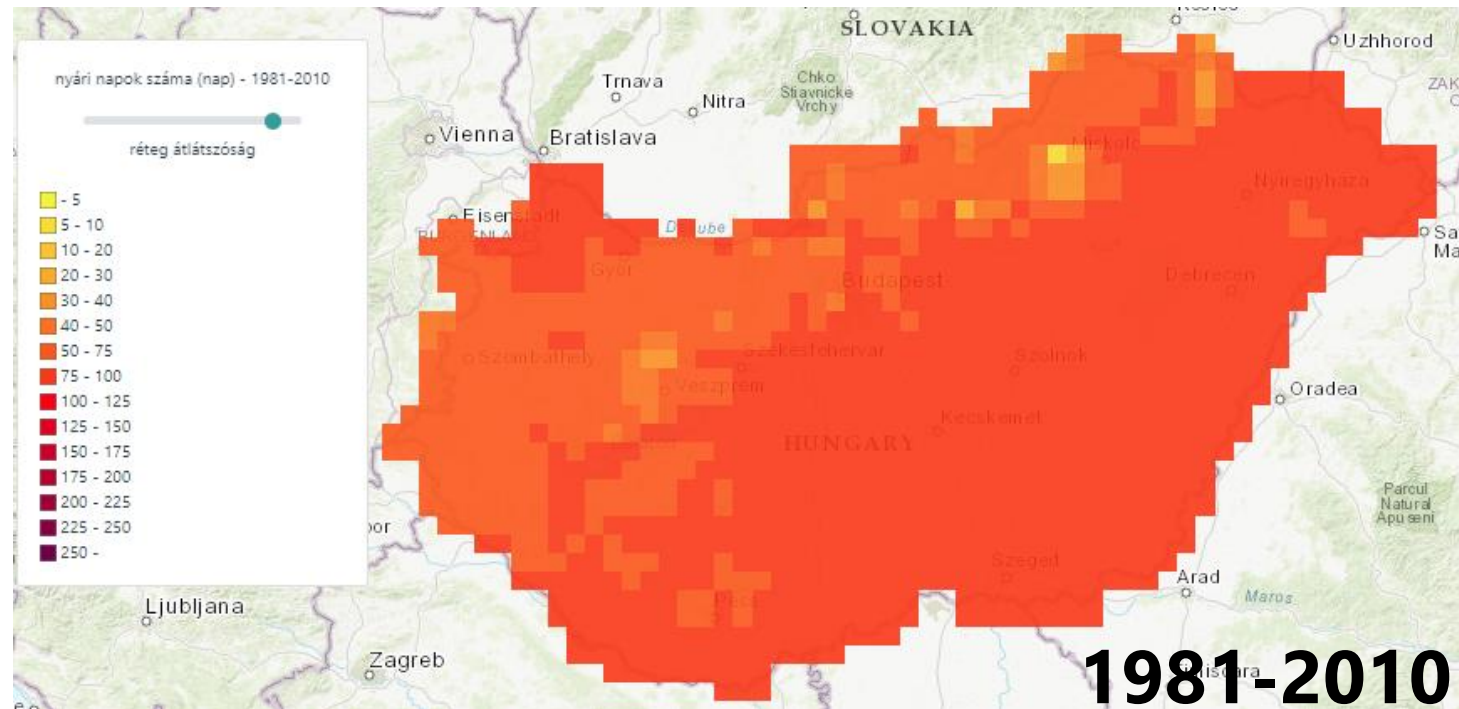 nyári napok száma (nap) - 1981-2010
réteg átlátszóság
- 5
5 - 10
10 - 20
20 - 30
30 - 40
40 - 50
50 - 75
75 - 100
100 - 125
125 - 150
150 - 175
175 - 200
200 - 225
225 - 250
250 -
SLOVAKIA
Uzhhorod
Trnava
Chko
Stiavnicke
Vrchy
Nitra
Vienna
Bratislava
Miskolc
Nyíregyháza
Eisenstadt
Danube
Győr
Budapest
Debrecen
Szombathely
Székesfehérvár
Szolnok
Veszprém
Oradea
Kecskemét
HUNGARY
Parcul
Natural
Apuseni
Szeged
Pécs
Arad
Maros
Ljubljana
Zagreb
1981-2010